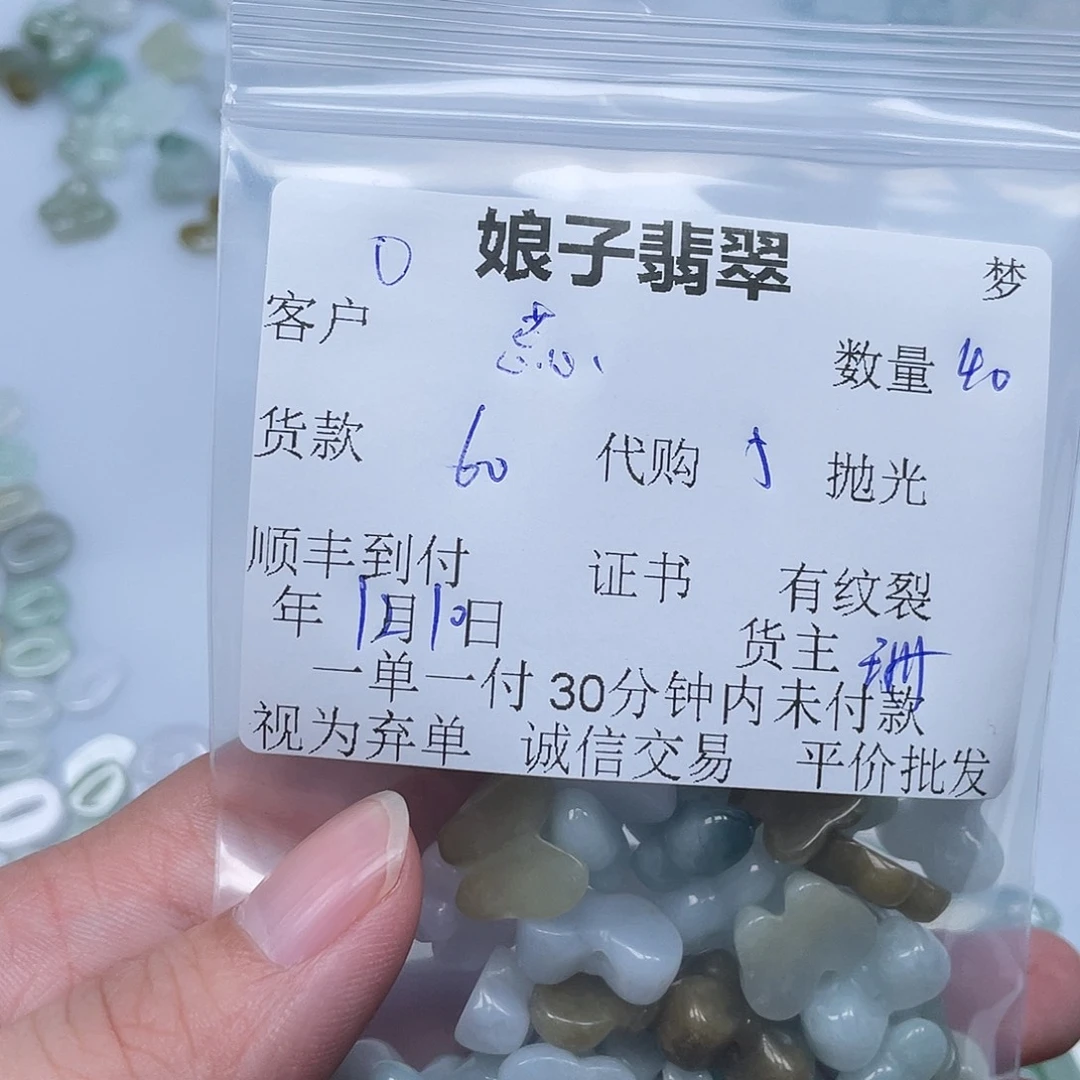 娘子翡翠
梦
客户 数量 40
货款 60 代购 抛光
顺丰到付 证书 有纹裂
年 12月10日 货主 珊
一单一付 30分钟内未付款
视为弃单 诚信交易 平价批发